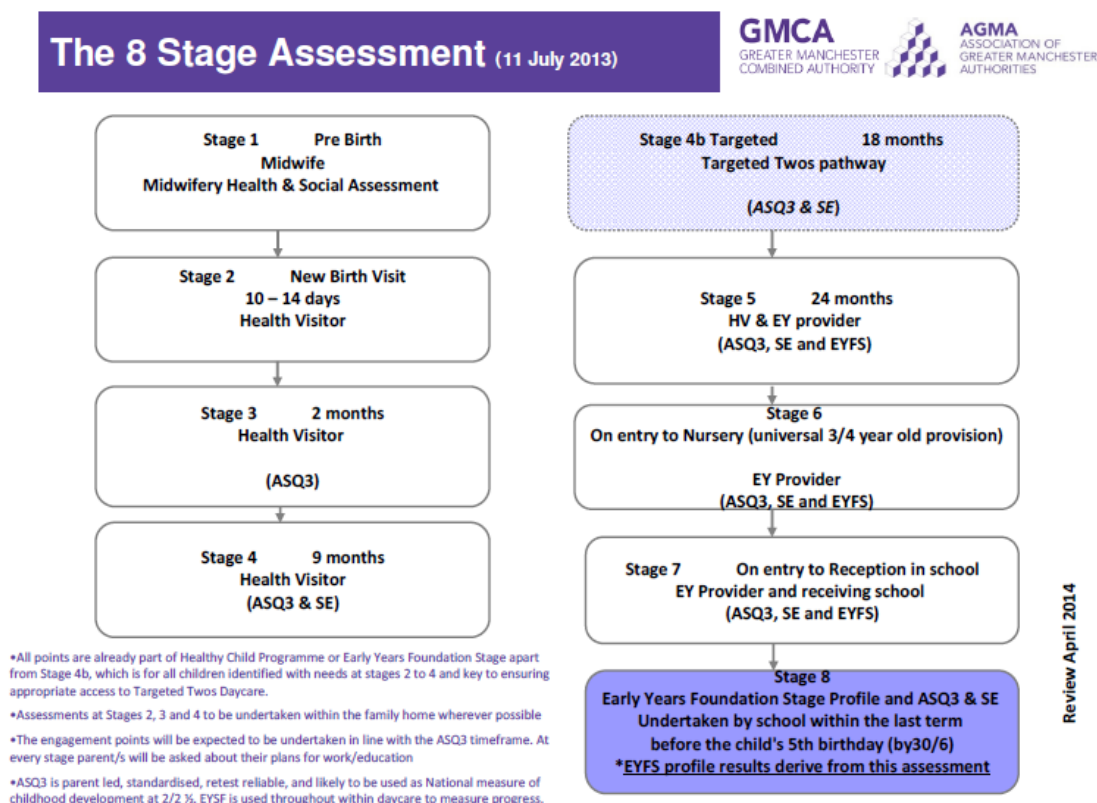 The 8 Stage Assessment (11 July 2013)
GMCA
GREATER MANCHESTER
COMBINED AUTHORITY
AGMA
ASSOCIATION OF
GREATER MANCHESTER
AUTHORITIES
Stage 1 Pre Birth
Midwife
Midwifery Health & Social Assessment
Stage 2 New Birth Visit
10 – 14 days
Health Visitor
Stage 3 2 months
Health Visitor
(ASQ3)
Stage 4 9 months
Health Visitor
(ASQ3 & SE)
Stage 4b Targeted 18 months
Targeted Twos pathway
(ASQ3 & SE)
Stage 5 24 months
HV & EY provider
(ASQ3, SE and EYFS)
Stage 6
On entry to Nursery (universal 3/4 year old provision)
EY Provider
(ASQ3, SE and EYFS)
Stage 7 On entry to Reception in school
EY Provider and receiving school
(ASQ3, SE and EYFS)
Stage 8
Early Years Foundation Stage Profile and ASQ3 & SE
Undertaken by school within the last term
before the child's 5th birthday (by30/6)
*EYFS profile results derive from this assessment
•All points are already part of Healthy Child Programme or Early Years Foundation Stage apart
from Stage 4b, which is for all children identified with needs at stages 2 to 4 and key to ensuring
appropriate access to Targeted Twos Daycare.
•Assessments at Stages 2, 3 and 4 to be undertaken within the family home wherever possible
•The engagement points will be expected to be undertaken in line with the ASQ3 timeframe. At
every stage parent/s will be asked about their plans for work/education
•ASQ3 is parent led, standardised, retest reliable, and likely to be used as National measure of
childhood development at 2/2 ½. EYSF is used throughout within daycare to measure progress.
Review April 2014